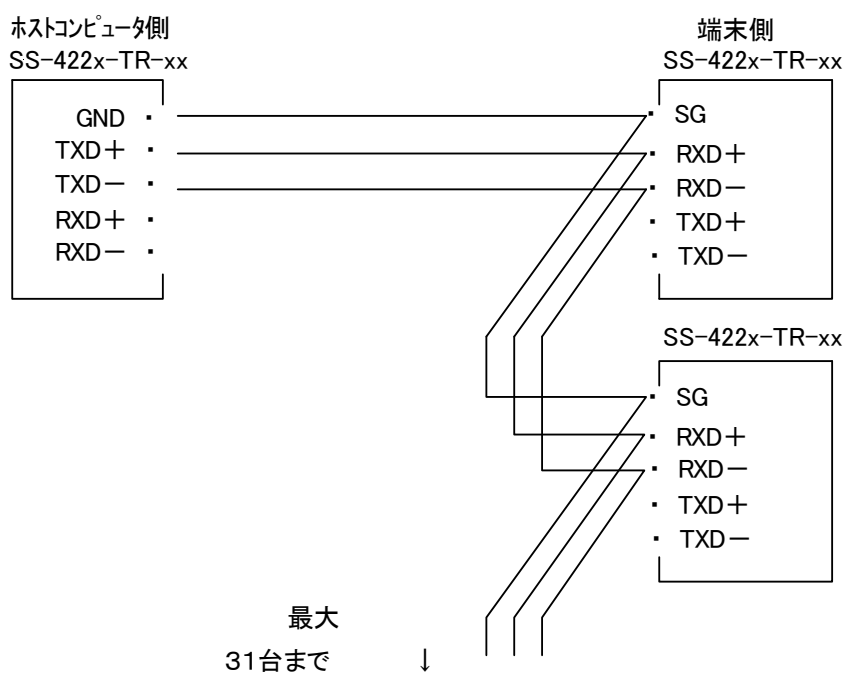 ﾎｽﾄｺﾝﾋﾟｭｰﾀ側
SS-422x-TR-xx
GND
TXD＋
TXD－
RXD＋
RXD－
端末側
SS-422x-TR-xx
SG
RXD＋
RXD－
TXD＋
TXD－
SS-422x-TR-xx
SG
RXD＋
RXD－
TXD＋
TXD－
最大
31台まで ↓